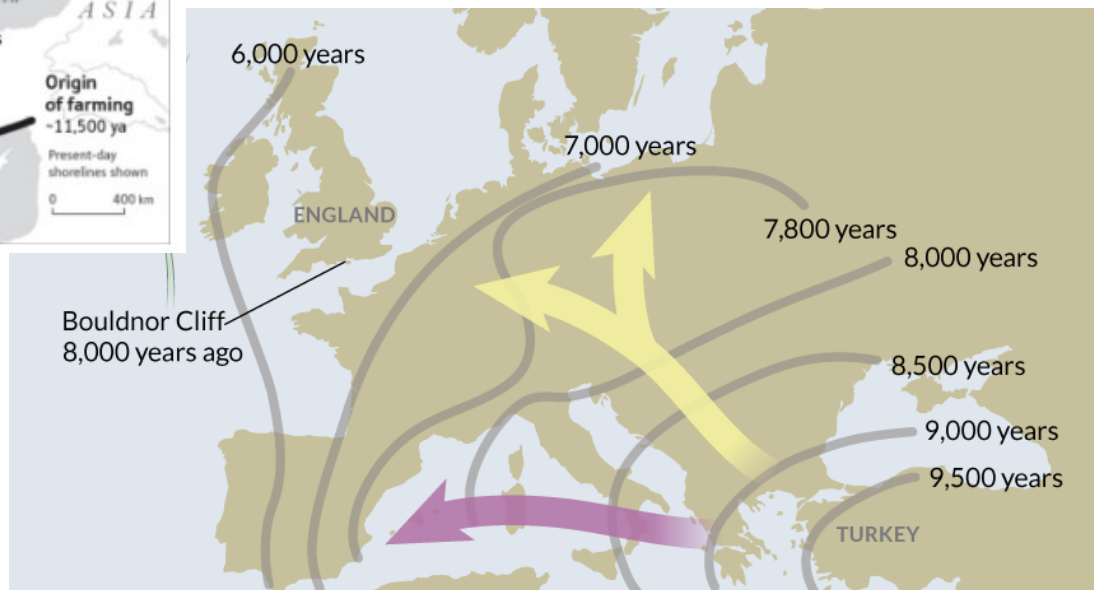 ASIA
Origin
of farming
~11,500 ya
Present-day
shorelines shown
0 400 km
6,000 years
7,000 years
ENGLAND
7,800 years
8,000 years
Bouldnor Cliff
8,000 years ago
8,500 years
9,000 years
9,500 years
TURKEY